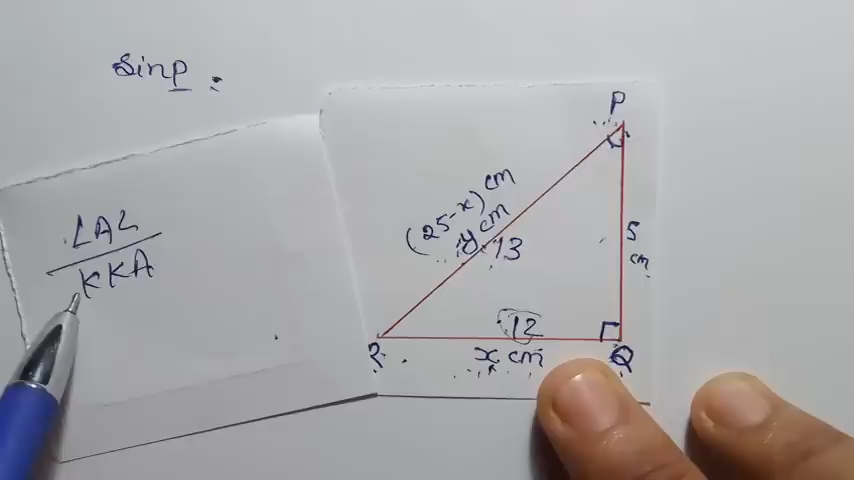 Sin P :
LAL
KKA
P
(25-x) cm
y cm
13
5
cm
12
R
x cm
Q